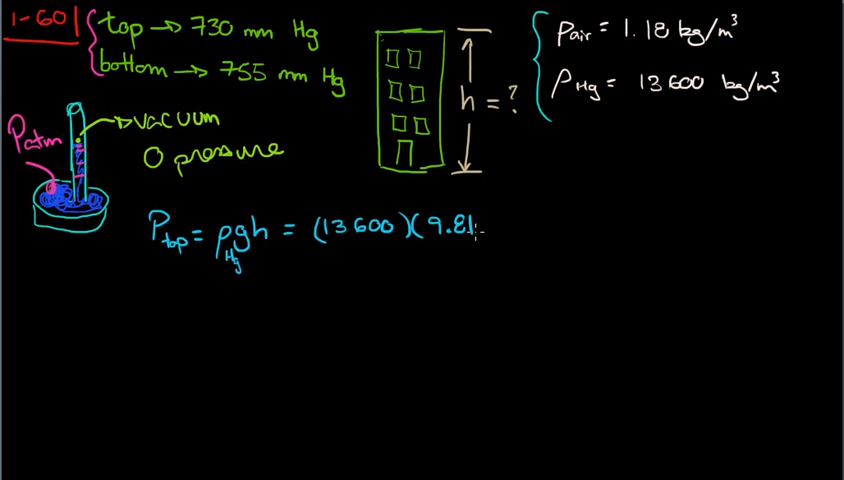 1-60
top → 730 mm Hg
bottom → 755 mm Hg
h = ?
ρair = 1.18 kg/m³
ρHg = 13600 kg/m³
Patm
vacuum
0 pressure
Ptop = ρHg gh = (13600)(9.81